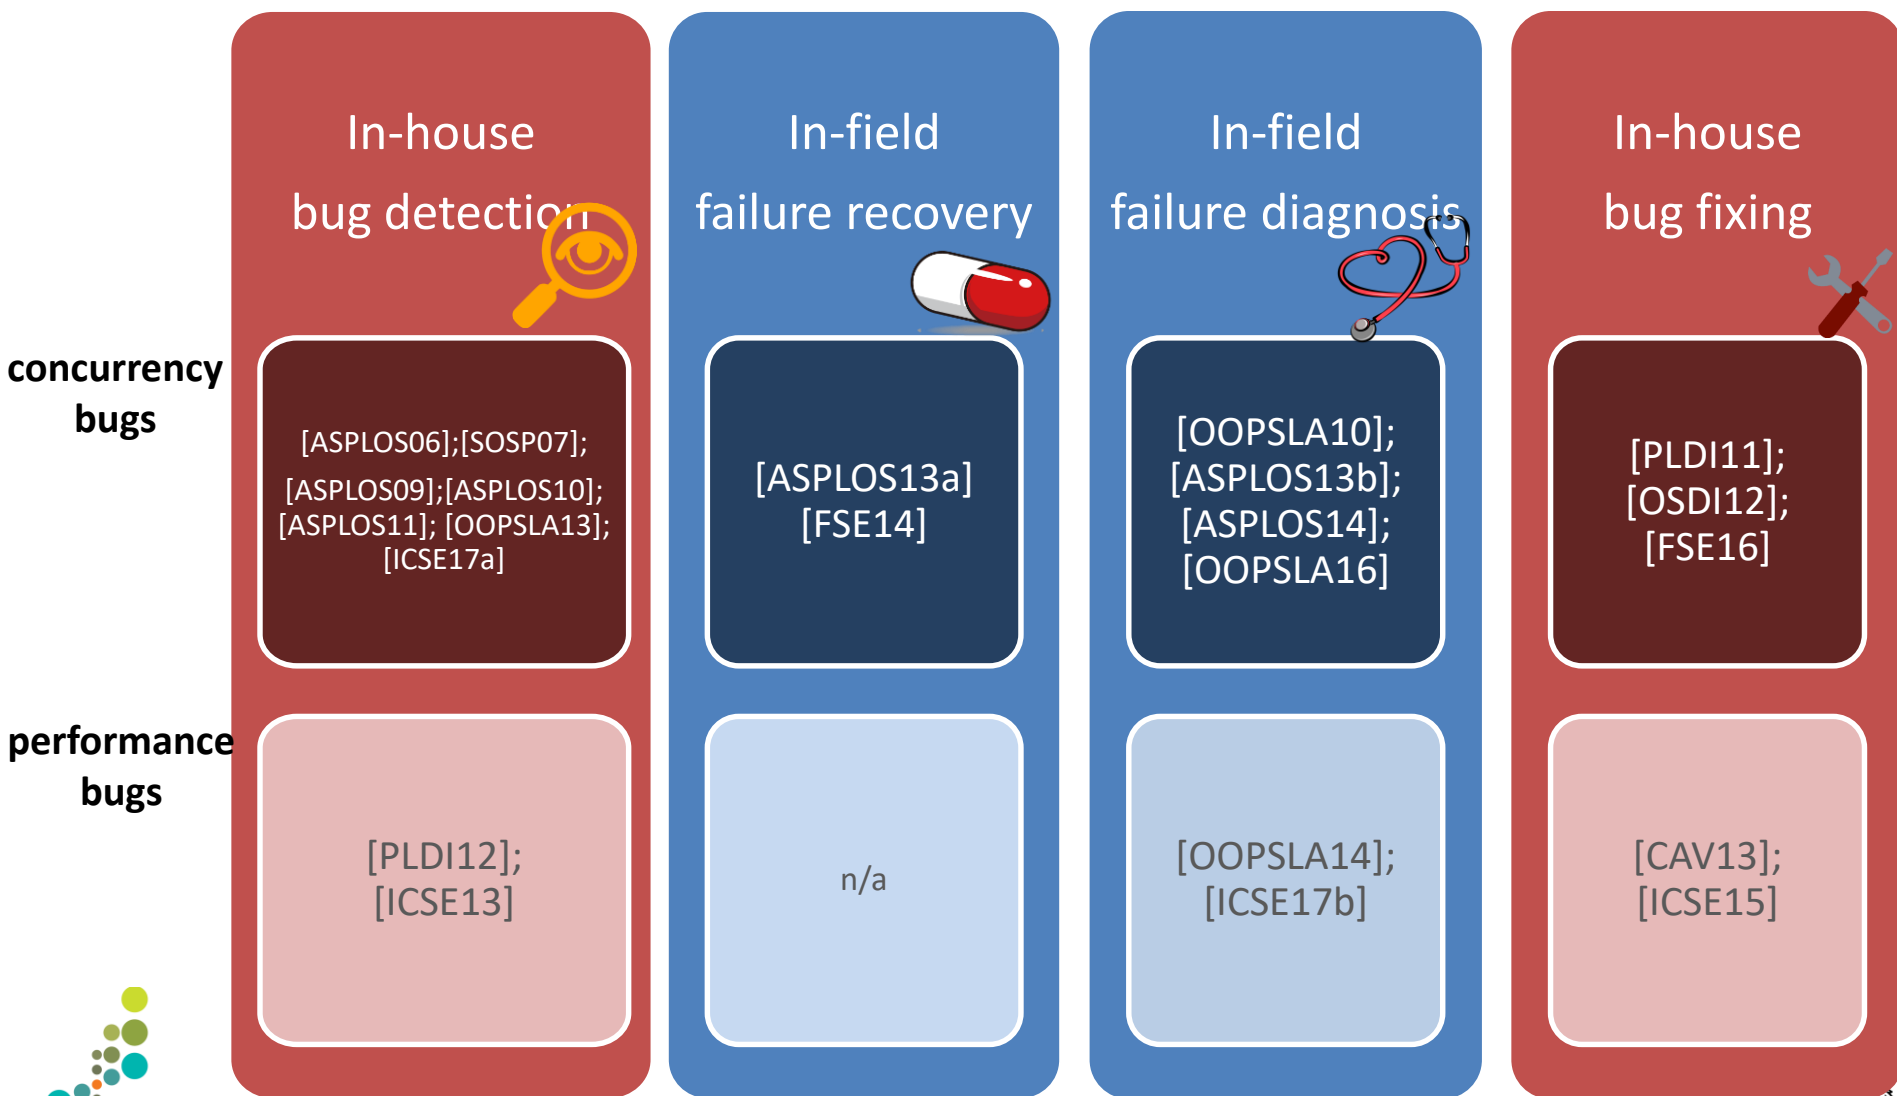 In-house
bug detection
In-field
failure recovery
In-field
failure diagnosis
In-house
bug fixing
concurrency
bugs
[ASPLOS06];[SOSP07];
[ASPLOS09];[ASPLOS10];
[ASPLOS11]; [OOPSLA13];
[ICSE17a]
[ASPLOS13a]
[FSE14]
[OOPSLA10];
[ASPLOS13b];
[ASPLOS14];
[OOPSLA16]
[PLDI11];
[OSDI12];
[FSE16]
performance
bugs
[PLDI12];
[ICSE13]
n/a
[OOPSLA14];
[ICSE17b]
[CAV13];
[ICSE15]